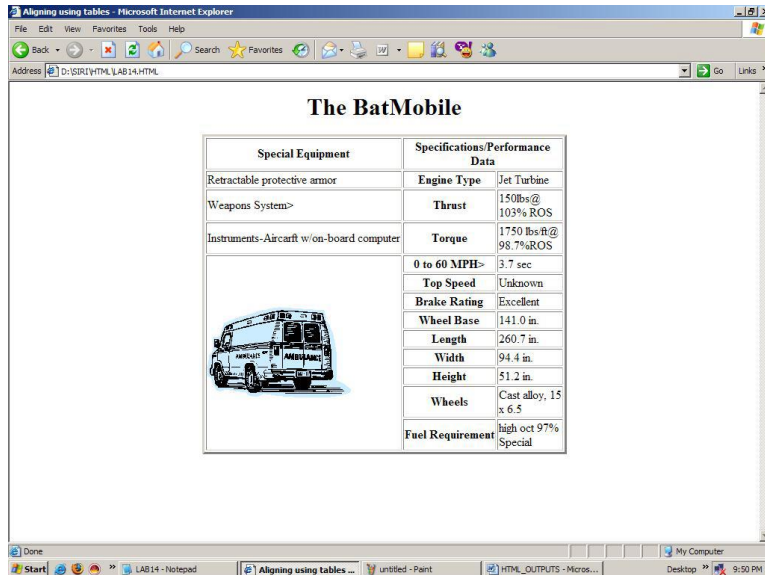 Aligning using tables - Microsoft Internet Explorer
File Edit View Favorites Tools Help
Back Search Favorites
Address D:\SIRI\HTML\LAB14.HTML Go Links »
The BatMobile
Special Equipment
Specifications/Performance
Data
Retractable protective armor
Engine Type Jet Turbine
Weapons System>
Thrust
150lbs@
103% ROS
Instruments-Aircarft w/on-board computer
Torque
1750 lbs/ft@
98.7%ROS
0 to 60 MPH> 3.7 sec
Top Speed Unknown
Brake Rating Excellent
Wheel Base 141.0 in.
Length 260.7 in.
Width 94.4 in.
Height 51.2 in.
Wheels
Cast alloy, 15
x 6.5
Fuel Requirement
high oct 97%
Special
AMBULANCE
AMBULANCE
Done My Computer
Start » LAB14 - Notepad Aligning using tables ... untitled - Paint HTML_OUTPUTS - Micros... Desktop » 9:50 PM